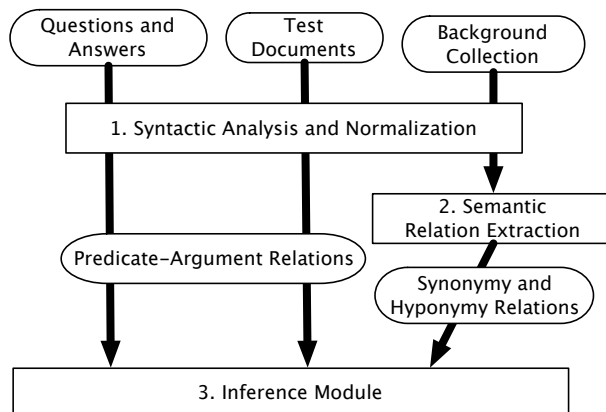 Questions and
Answers
Test
Documents
Background
Collection
1. Syntactic Analysis and Normalization
2. Semantic
Relation Extraction
Predicate-Argument Relations
Synonymy and
Hyponymy Relations
3. Inference Module